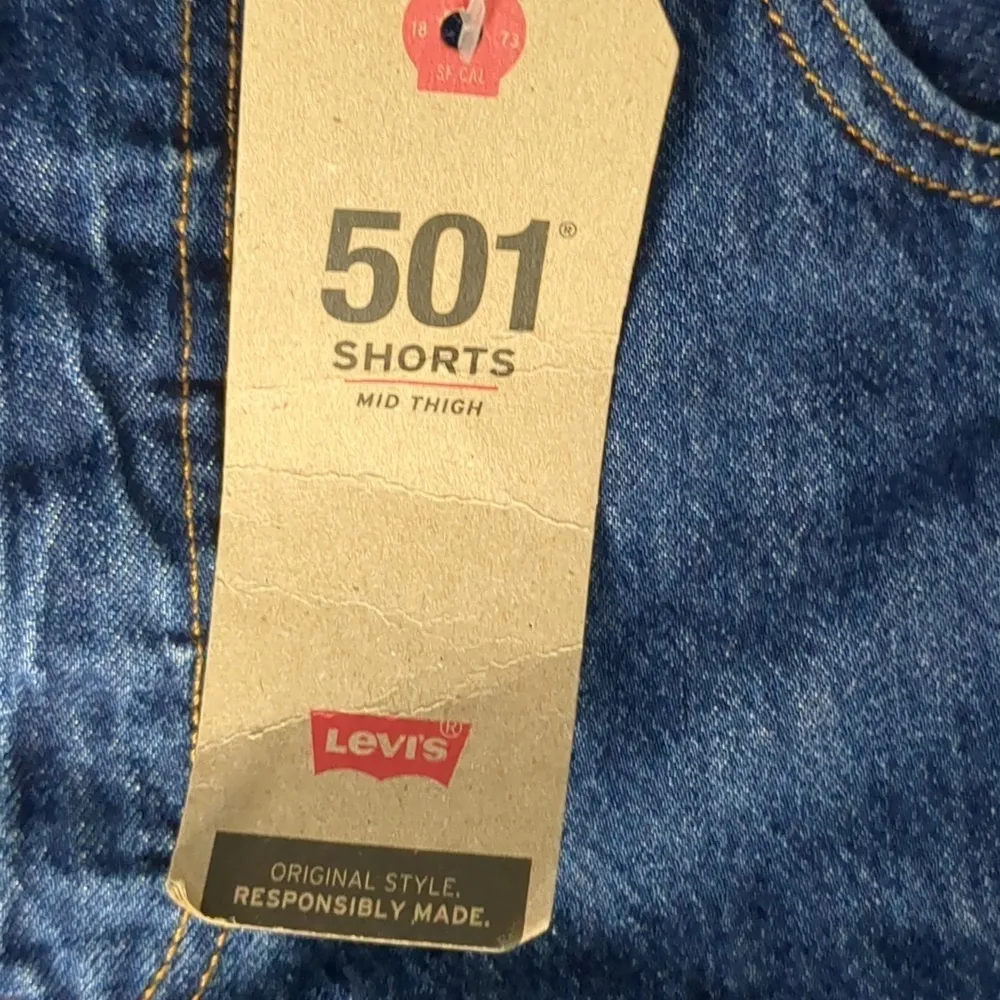 18 73
SF. CAL
501®
SHORTS
MID THIGH
Levi's®
ORIGINAL STYLE.
RESPONSIBLY MADE.